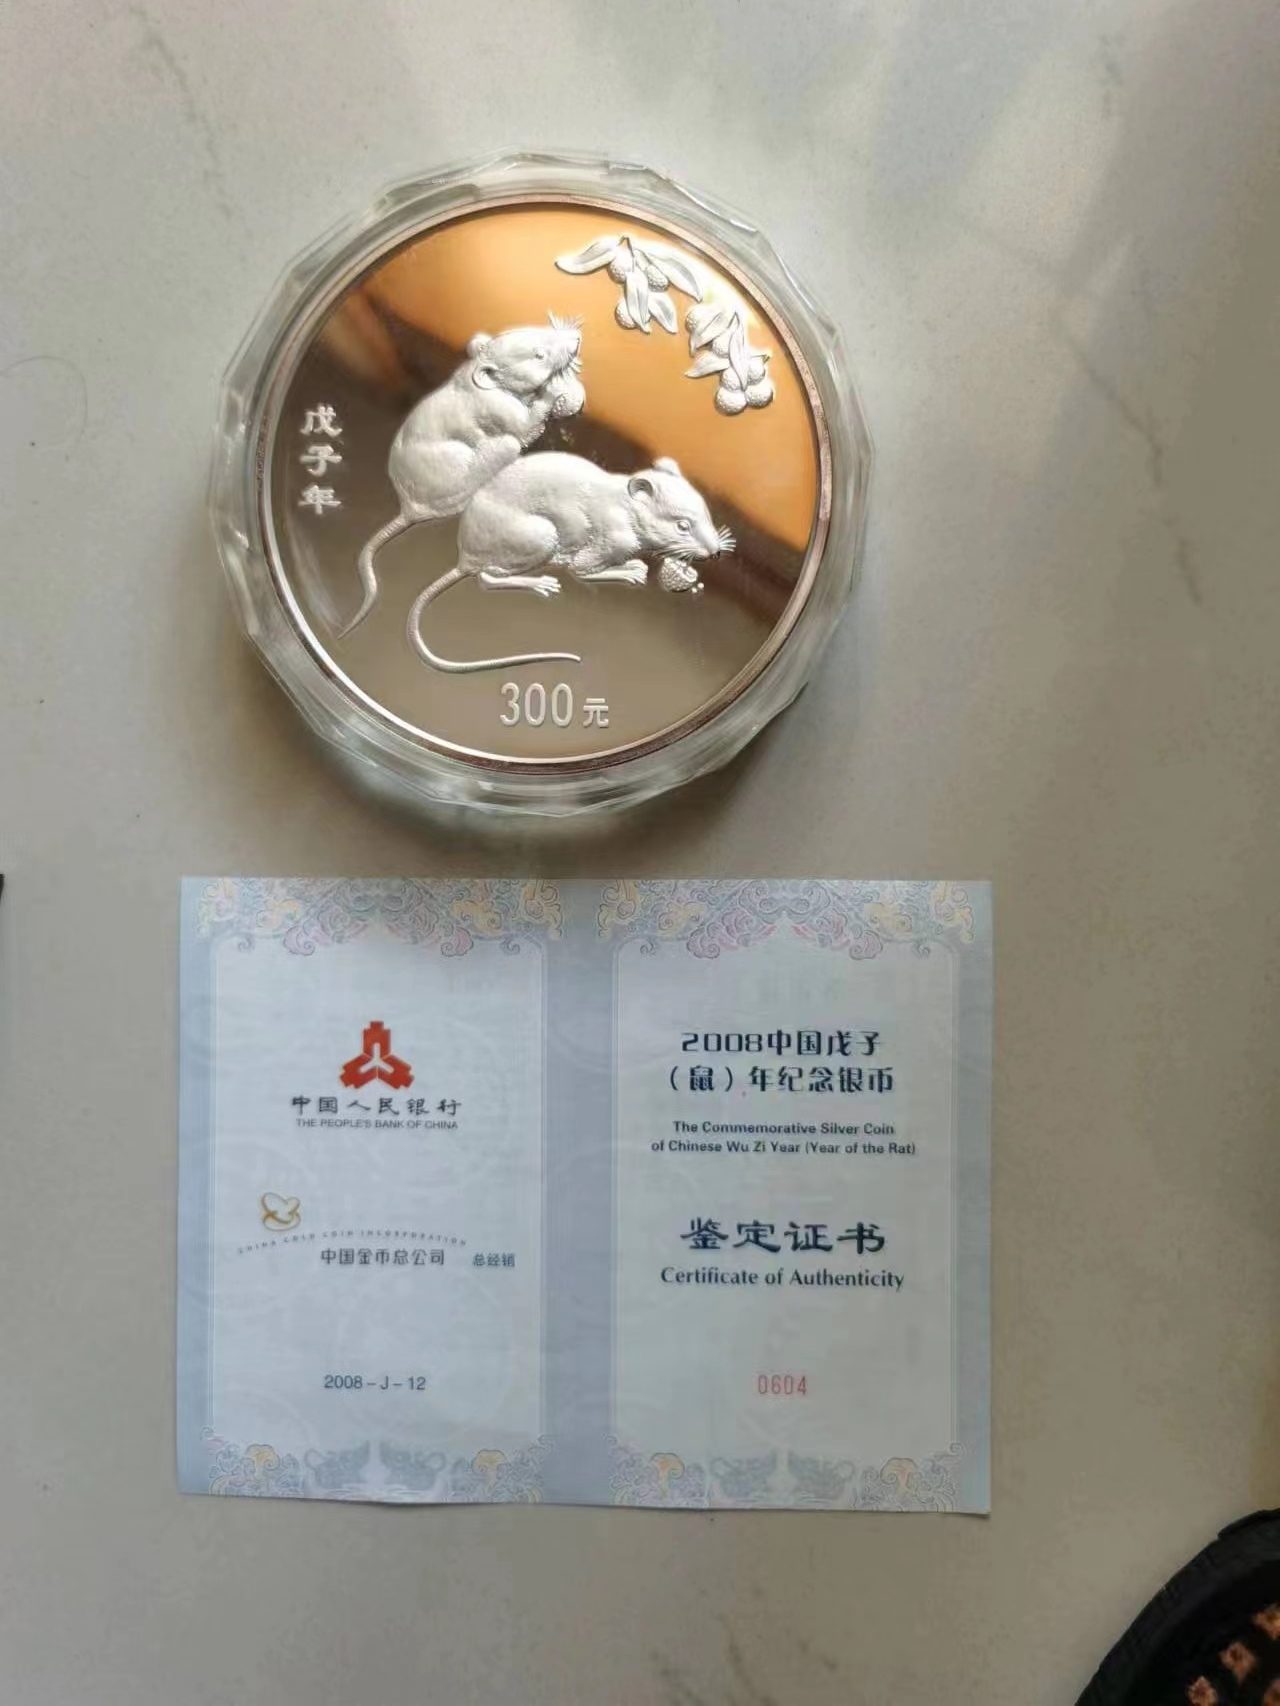 戊
子
年
300元
中国人民银行
THE PEOPLE'S BANK OF CHINA
CHINA GOLD COIN INCORPORATION
中国金币总公司 总经销
2008-J-12
2008中国戊子
（鼠）年纪念银币
The Commemorative Silver Coin
of Chinese Wu Zi Year (Year of the Rat)
鉴定证书
Certificate of Authenticity
0604